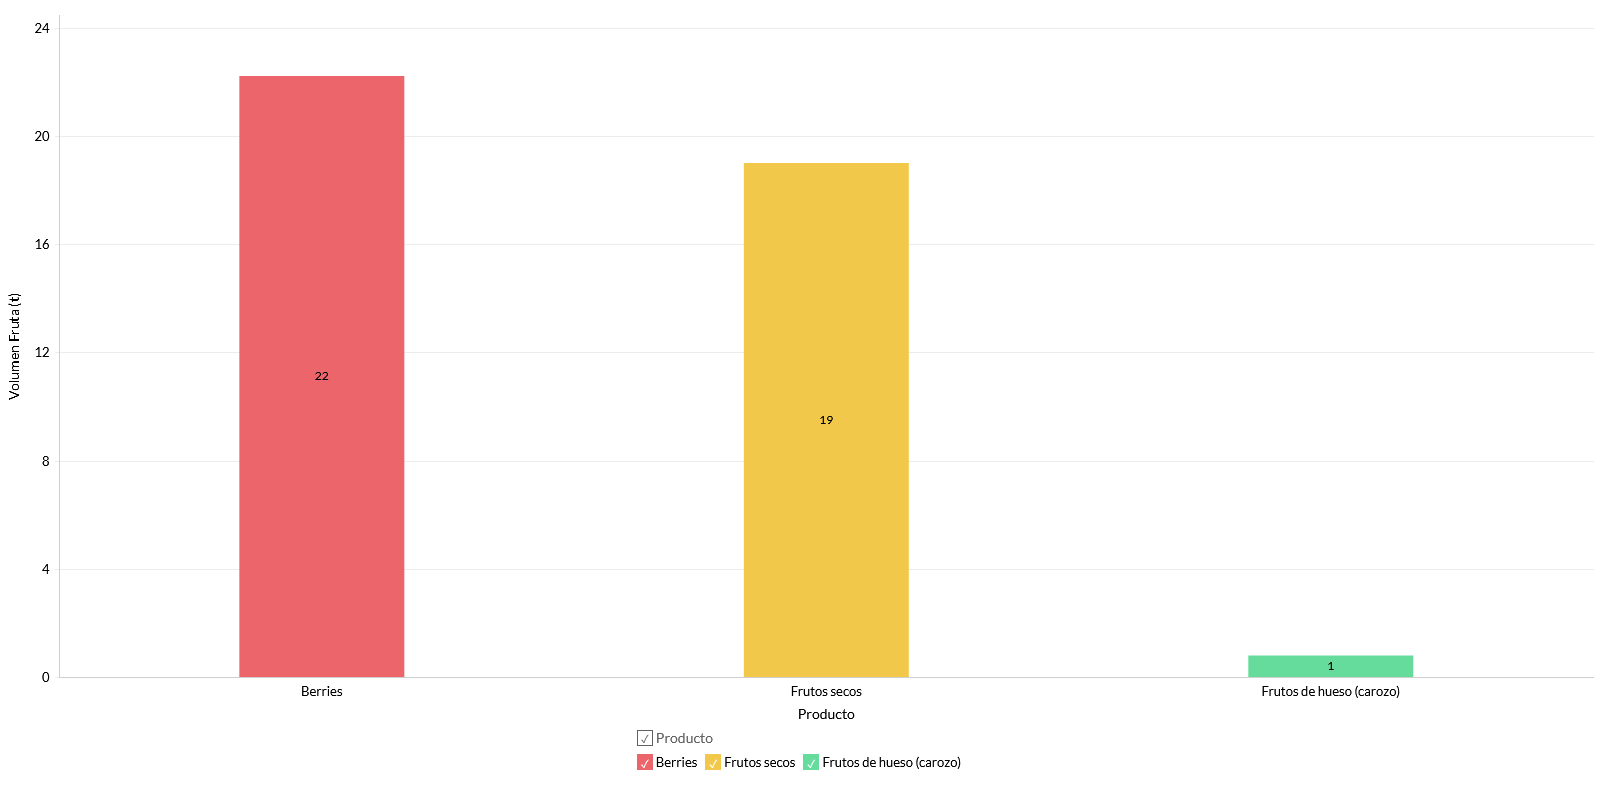 24
20
16
12
8
4
0
Volumen Fruta (t)
22
19
1
Berries
Frutos secos
Frutos de hueso (carozo)
Producto
Producto
Berries Frutos secos Frutos de hueso (carozo)